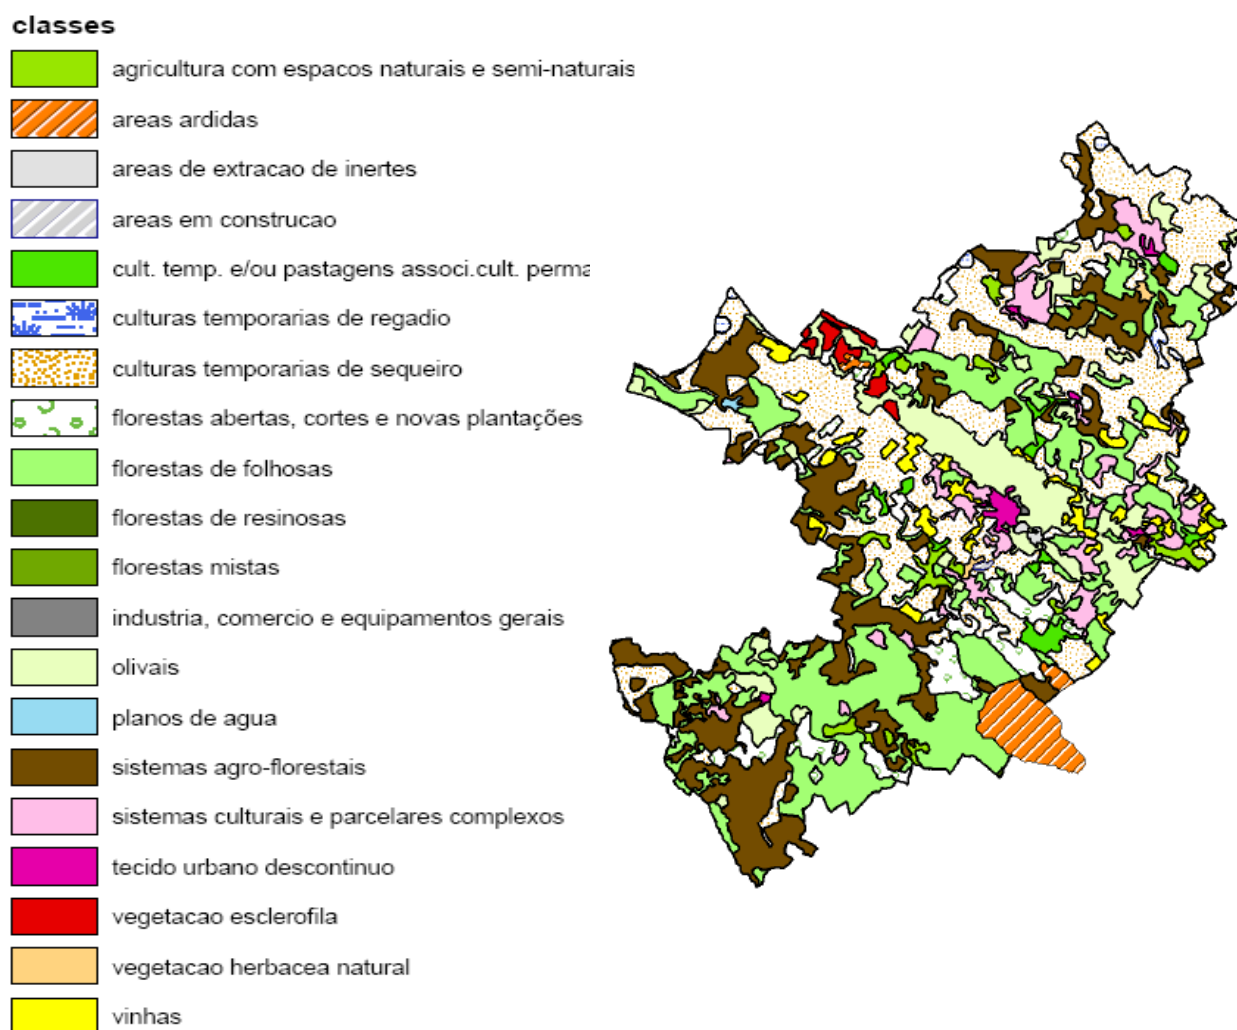 classes
agricultura com espacos naturais e semi-naturais
areas ardidas
areas de extracao de inertes
areas em construcao
cult. temp. e/ou pastagens associ.cult. perma
culturas temporarias de regadio
culturas temporarias de sequeiro
florestas abertas, cortes e novas plantações
florestas de folhosas
florestas de resinosas
florestas mistas
industria, comercio e equipamentos gerais
olivais
planos de agua
sistemas agro-florestais
sistemas culturais e parcelares complexos
tecido urbano descontinuo
vegetacao esclerofila
vegetacao herbacea natural
vinhas